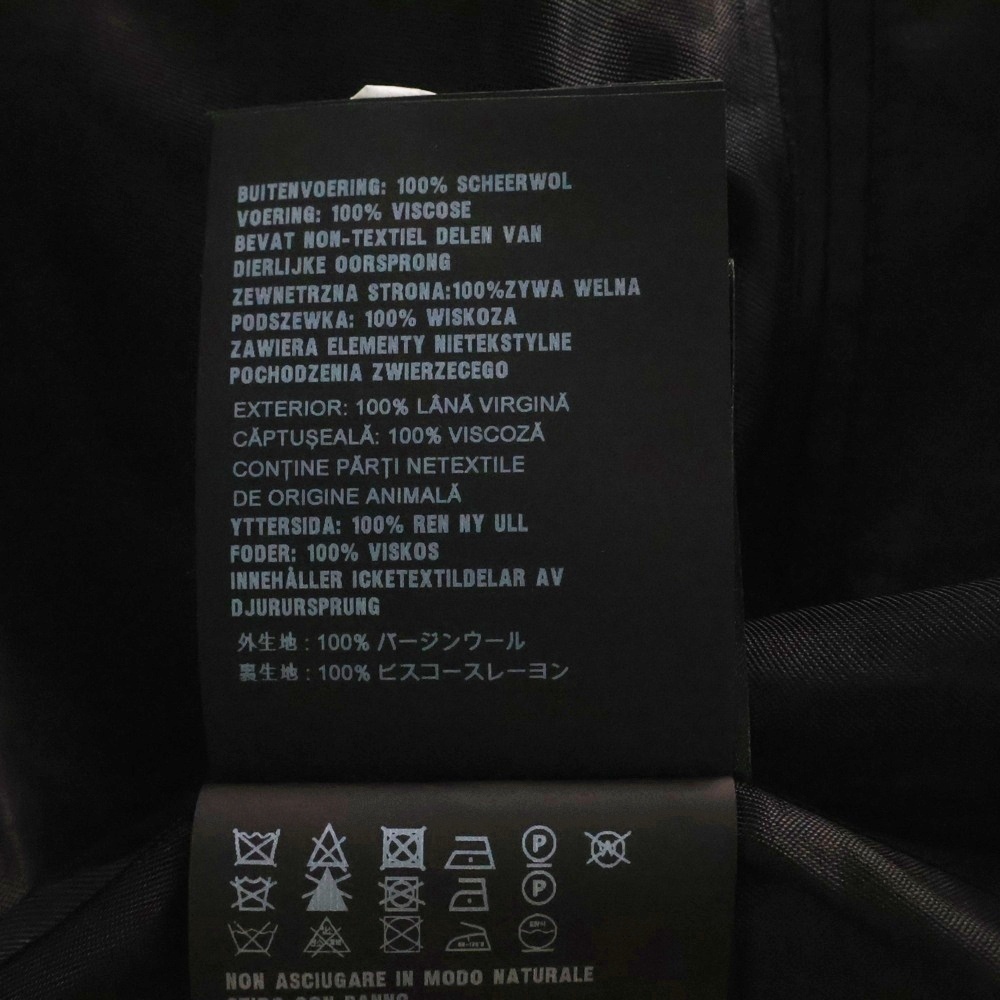 BUITENVOERING: 100% SCHEERWOL
VOERING: 100% VISCOSE
BEVAT NON-TEXTIEL DELEN VAN
DIERLIJKE OORSPRONG
ZEWNETRZNA STRONA:100%ZYWA WELNA
PODSZEWKA: 100% WISKOZA
ZAWIERA ELEMENTY NIETEKSTYLNE
POCHODZENIA ZWIERZECEGO
EXTERIOR: 100% LÂNĂ VIRGINĂ
CĂPTUȘEALĂ: 100% VISCOZĂ
CONȚINE PĂRȚI NETEXTILE
DE ORIGINE ANIMALĂ
YTTERSIDA: 100% REN NY ULL
FODER: 100% VISKOS
INNEHÅLLER ICKETEXTILDELAR AV
DJURURSPRUNG
外生地 : 100% バージンウール
裏生地 : 100% ビスコースレーヨン
P W
P
NON ASCIUGARE IN MODO NATURALE